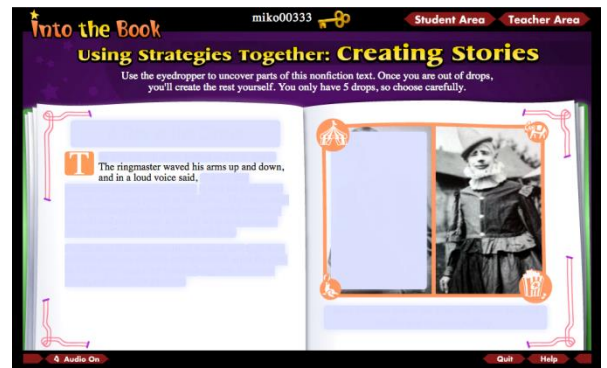 Into the Book
miko00333
Student Area
Teacher Area
Using Strategies Together: Creating Stories
Use the eyedropper to uncover parts of this nonfiction text. Once you are out of drops,
you'll create the rest yourself. You only have 5 drops, so choose carefully.
T
The ringmaster waved his arms up and down,
and in a loud voice said,
Audio On
Quit
Help